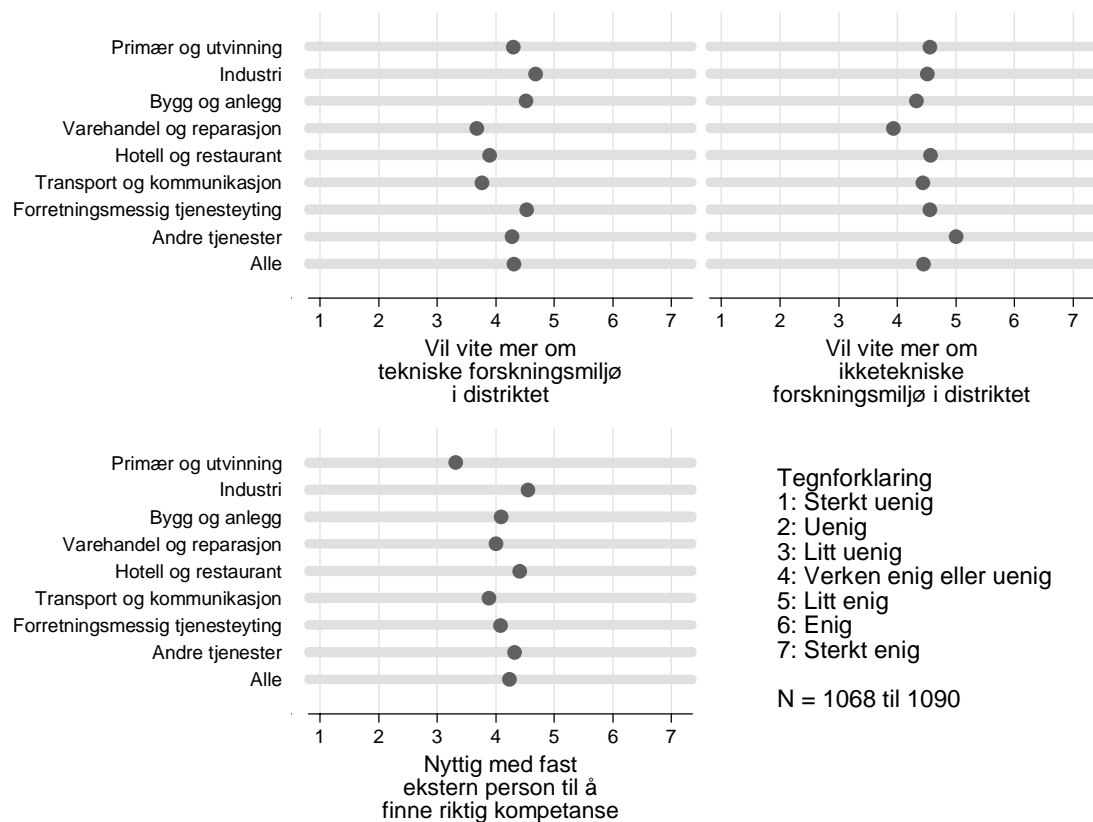 Primær og utvinning
Industri
Bygg og anlegg
Varehandel og reparasjon
Hotell og restaurant
Transport og kommunikasjon
Forretningsmessig tjenesteyting
Andre tjenester
Alle
1 2 3 4 5 6 7
Vil vite mer om
tekniske forskningsmiljø
i distriktet
1 2 3 4 5 6 7
Vil vite mer om
ikketekniske
forskningsmiljø i distriktet
Primær og utvinning
Industri
Bygg og anlegg
Varehandel og reparasjon
Hotell og restaurant
Transport og kommunikasjon
Forretningsmessig tjenesteyting
Andre tjenester
Alle
1 2 3 4 5 6 7
Nyttig med fast
ekstern person til å
finne riktig kompetanse
Tegnforklaring
1: Sterkt uenig
2: Uenig
3: Litt uenig
4: Verken enig eller uenig
5: Litt enig
6: Enig
7: Sterkt enig
N = 1068 til 1090